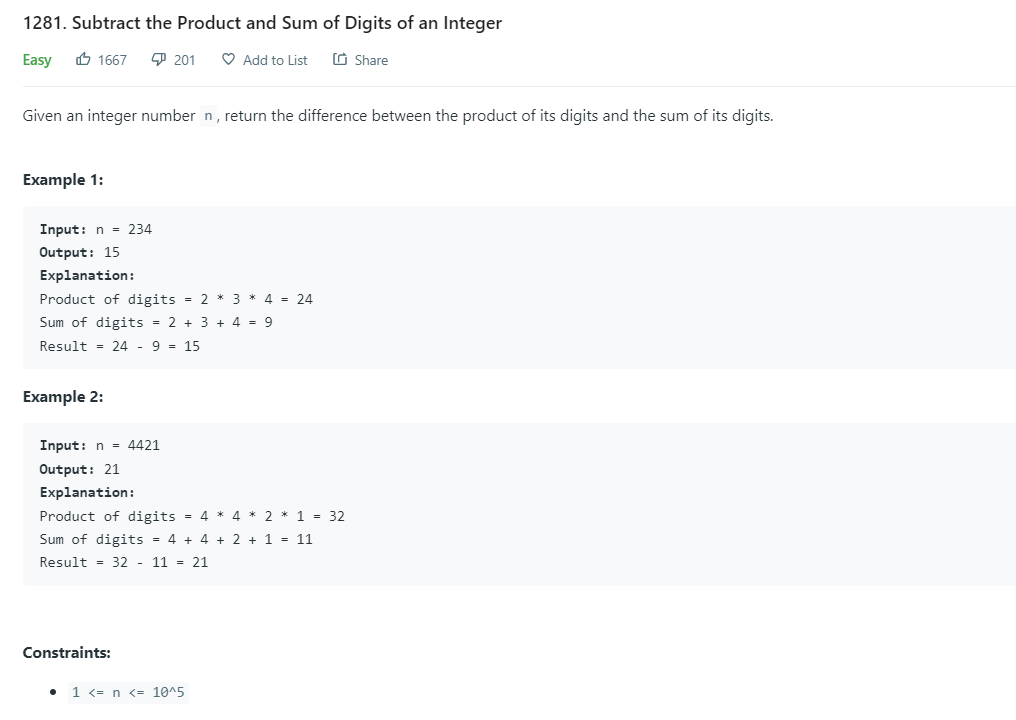 1281. Subtract the Product and Sum of Digits of an Integer
Easy 1667 201 Add to List Share
Given an integer number n, return the difference between the product of its digits and the sum of its digits.
Example 1:
Input: n = 234
Output: 15
Explanation:
Product of digits = 2 * 3 * 4 = 24
Sum of digits = 2 + 3 + 4 = 9
Result = 24 - 9 = 15
Example 2:
Input: n = 4421
Output: 21
Explanation:
Product of digits = 4 * 4 * 2 * 1 = 32
Sum of digits = 4 + 4 + 2 + 1 = 11
Result = 32 - 11 = 21
Constraints:
• 1 <= n <= 10^5